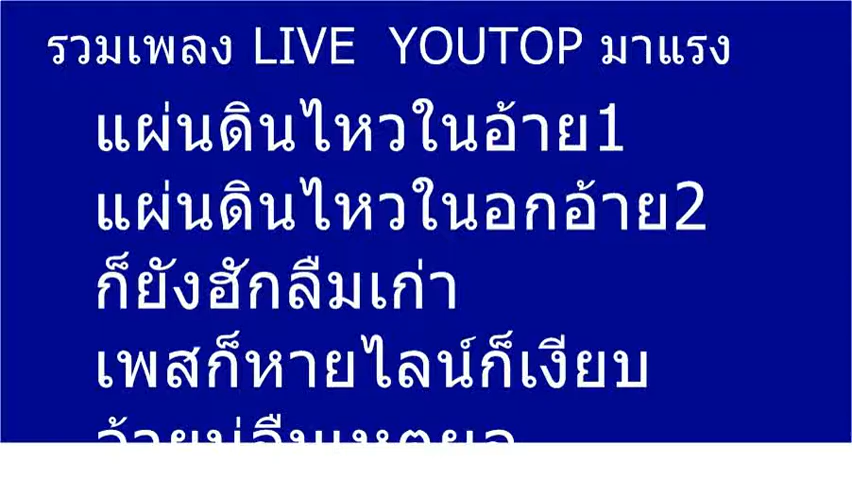 รวมเพลง LIVE YOUTOP มาแรง
แผ่นดินไหวในอ้าย1
แผ่นดินไหวในอกอ้าย2
ก็ยังฮักลืมเก่า
เพสก็หายไลน์ก็เงียบ